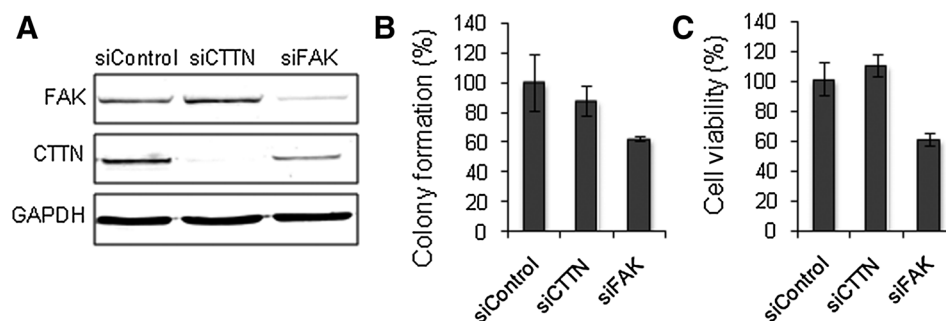 A
siControl siCTTN siFAK
FAK
CTTN
GAPDH
B
Colony formation (%)
140
120
100
80
60
40
20
0
siControl
siCTTN
siFAK
C
Cell viability (%)
140
120
100
80
60
40
20
0
siControl
siCTTN
siFAK